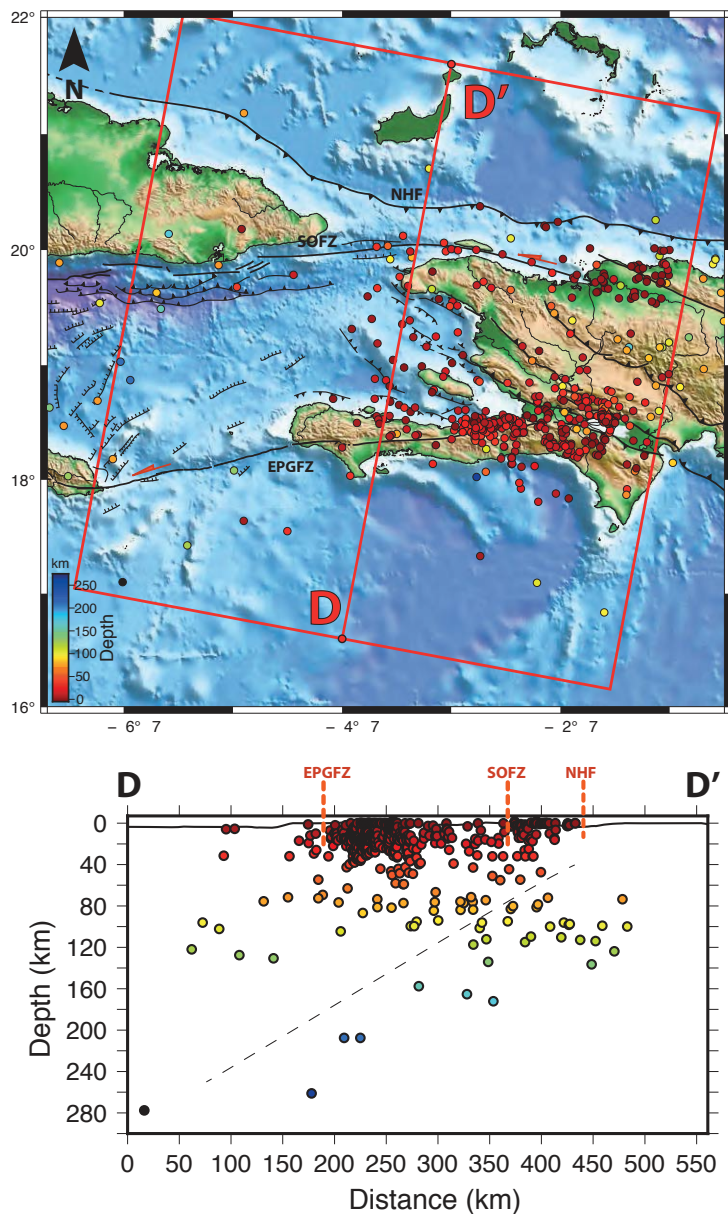 22°
N
D'
NHF
SOFZ
20°
18°
EPGFZ
km
250
200
150
100
50
0
Depth
D
16°
– 6° 7
– 4° 7
– 2° 7
D
EPGFZ
SOFZ
NHF
D'
0
40
80
120
160
200
240
280
Depth (km)
0
50
100
150
200
250
300
350
400
450
500
550
Distance (km)